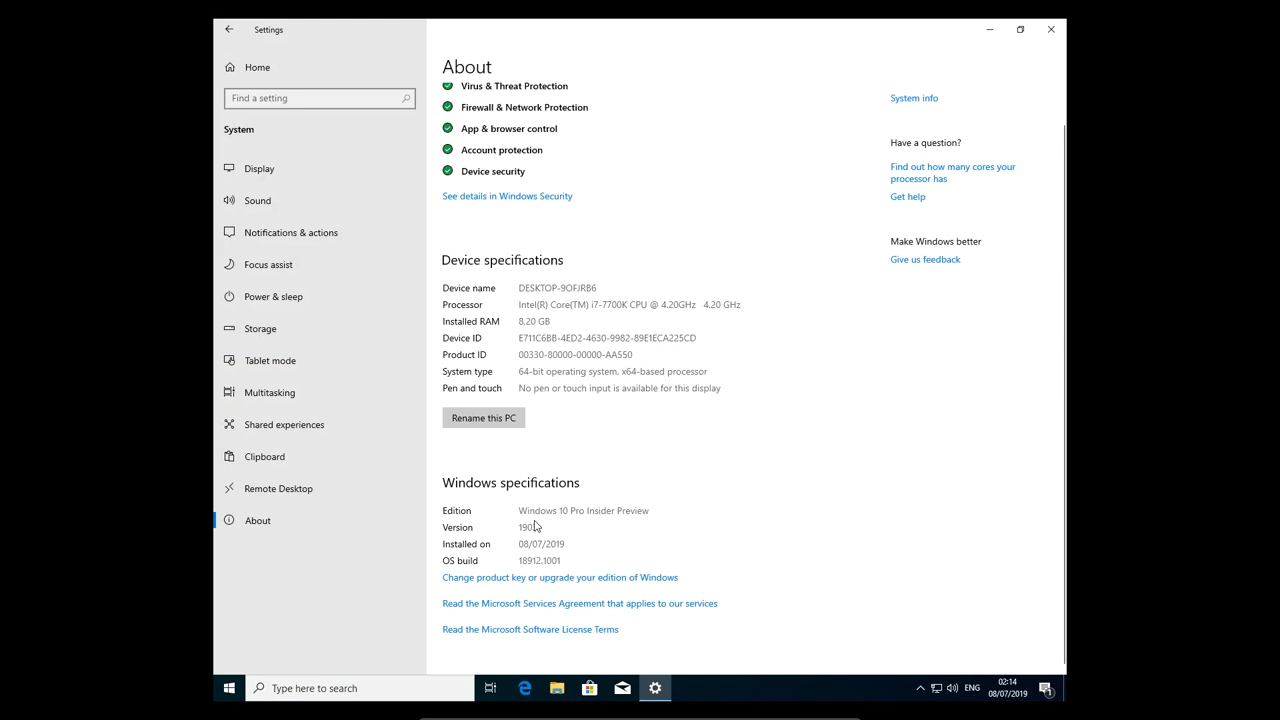 Settings
Home
Find a setting
System
Display
Sound
Notifications & actions
Focus assist
Power & sleep
Storage
Tablet mode
Multitasking
Shared experiences
Clipboard
Remote Desktop
About
About
Virus & Threat Protection
Firewall & Network Protection
App & browser control
Account protection
Device security
See details in Windows Security
Device specifications
Device name DESKTOP-9OFJRB6
Processor Intel(R) Core(TM) i7-7700K CPU @ 4.20GHz 4.20 GHz
Installed RAM 8,20 GB
Device ID E711C6BB-4ED2-4630-9982-89E1ECA225CD
Product ID 00330-80000-00000-AA550
System type 64-bit operating system, x64-based processor
Pen and touch No pen or touch input is available for this display
Rename this PC
Windows specifications
Edition Windows 10 Pro Insider Preview
Version
Installed on 08/07/2019
OS build 18912.1001
Change product key or upgrade your edition of Windows
Read the Microsoft Services Agreement that applies to our services
Read the Microsoft Software License Terms
System info
Have a question?
Find out how many cores your
processor has
Get help
Make Windows better
Give us feedback
Type here to search
ENG
02:14
08/07/2019
1